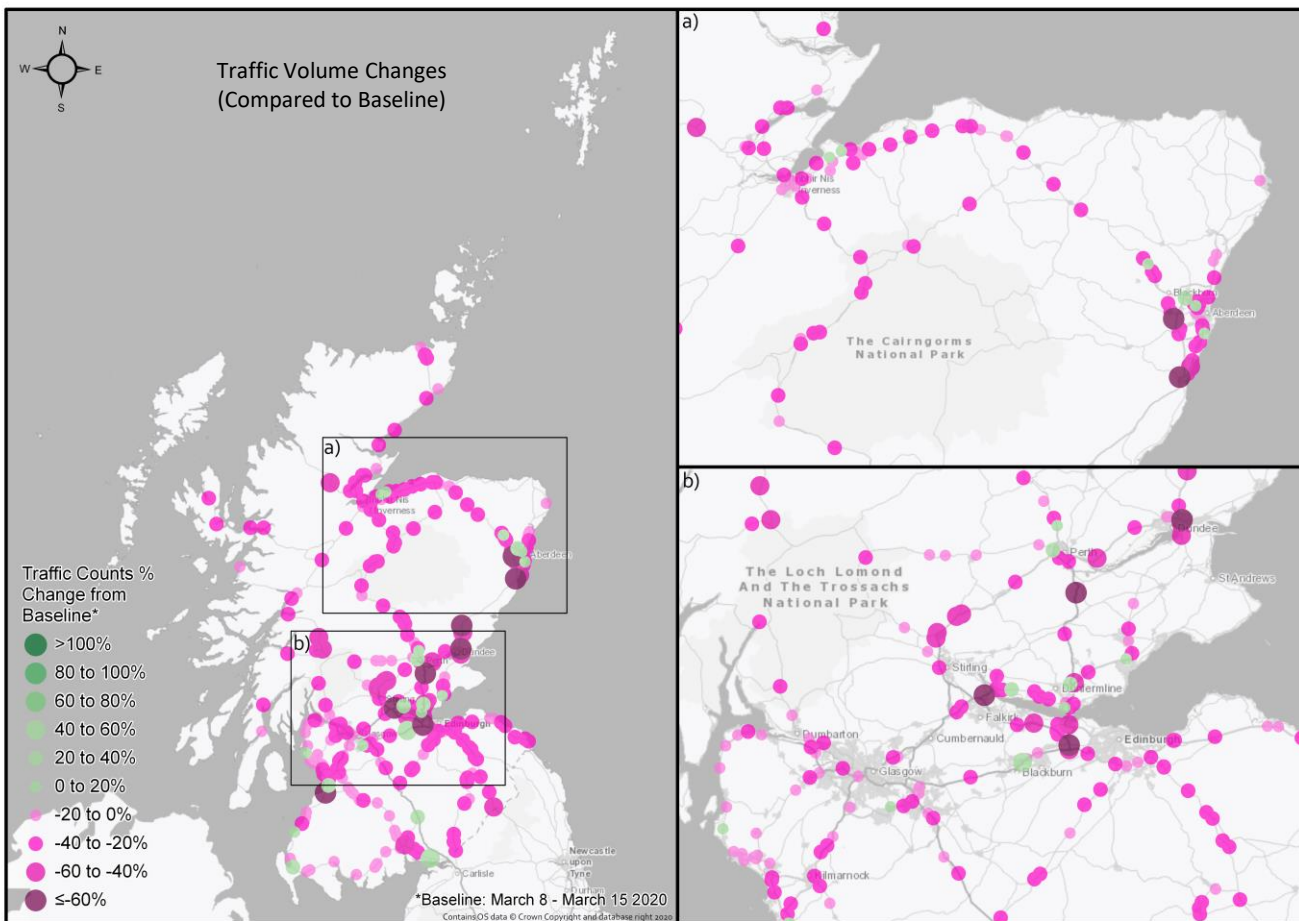 N
W E
S
Traffic Volume Changes
(Compared to Baseline)
a)
b)
Aberdeen
Dundee
Edinburgh
Newcastle
upon
Tyne
Durham
Carlisle
Traffic Counts %
Change from
Baseline*
>100%
80 to 100%
60 to 80%
40 to 60%
20 to 40%
0 to 20%
-20 to 0%
-40 to -20%
-60 to -40%
≤-60%
*Baseline: March 8 - March 15 2020
Contains OS data © Crown Copyright and database right 2020
a)
Inverness
Blackburn
Aberdeen
The Cairngorms
National Park
b)
Dundee
Perth
St Andrews
The Loch Lomond
And The Trossachs
National Park
Stirling
Dunfermline
Falkirk
Dumbarton
Cumbernauld
Edinburgh
Glasgow
Blackburn
Kilmarnock